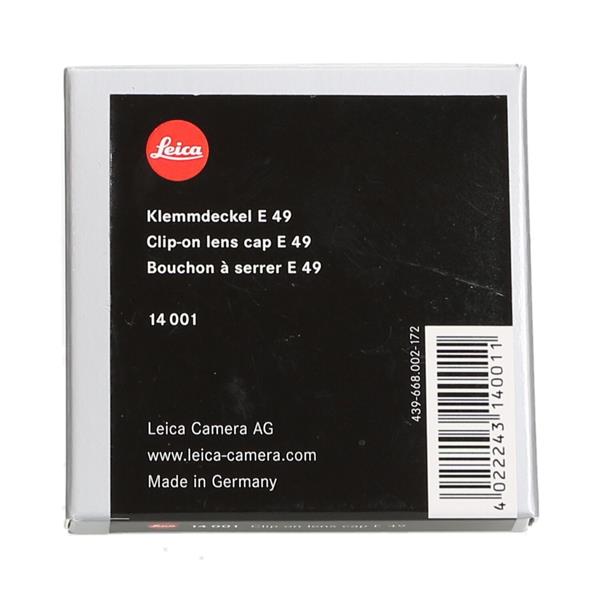 Leica
Klemmdeckel E 49
Clip-on lens cap E 49
Bouchon à serrer E 49
14 001
Leica Camera AG
www.leica-camera.com
Made in Germany
439-668.002-172
4 022243 140011
Leica 14 001 Clip-on lens cap E 49